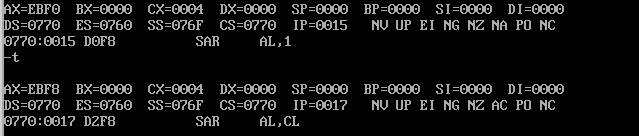 AX=EBF0  BX=0000  CX=0004  DX=0000  SP=0000  BP=0000  SI=0000  DI=0000
DS=0770  ES=0760  SS=076F  CS=0770  IP=0015   NV UP EI NG NZ NA PO NC
0770:0015 D0F8          SAR     AL,1
-t
AX=EBF8  BX=0000  CX=0004  DX=0000  SP=0000  BP=0000  SI=0000  DI=0000
DS=0770  ES=0760  SS=076F  CS=0770  IP=0017   NV UP EI NG NZ AC PO NC
0770:0017 D2F8          SAR     AL,CL